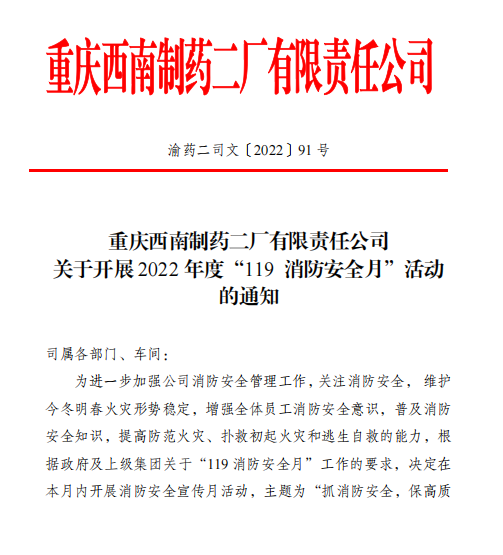 重庆西南制药二厂有限责任公司
渝药二司文〔2022〕91 号
重庆西南制药二厂有限责任公司
关于开展 2022 年度“119 消防安全月”活动
的通知
司属各部门、车间：
为进一步加强公司消防安全管理工作，关注消防安全， 维护
今冬明春火灾形势稳定，增强全体员工消防安全意识，普及消防
安全知识，提高防范火灾、扑救初起火灾和逃生自救的能力，根
据政府及上级集团关于“119 消防安全月”工作的要求，决定在
本月内开展消防安全宣传月活动，主题为“抓消防安全，保高质